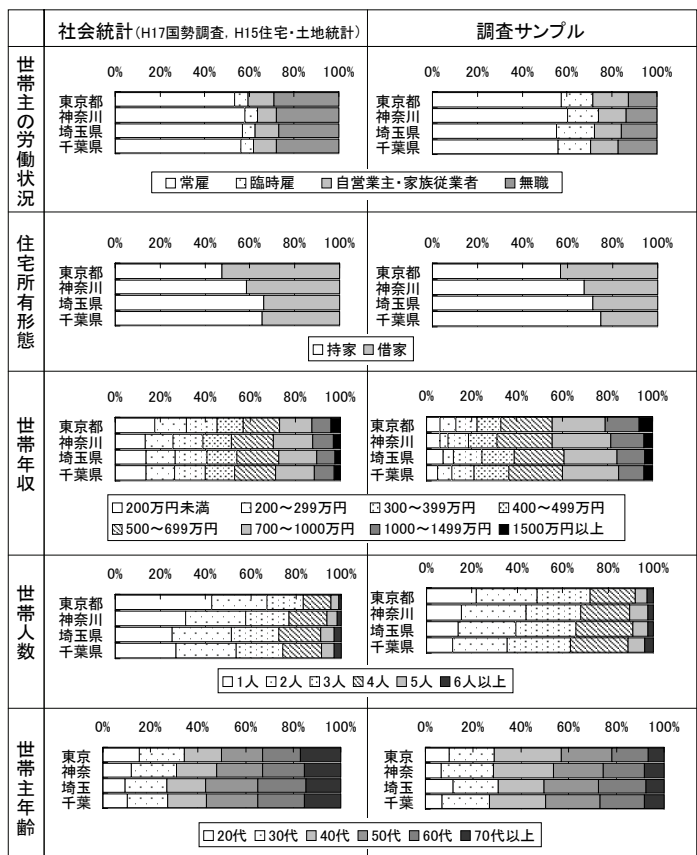 社会統計(H17国勢調査, H15住宅・土地統計) 調査サンプル
世帯主の労働状況
0% 20% 40% 60% 80% 100% 0% 20% 40% 60% 80% 100%
東京都 東京都
神奈川 神奈川
埼玉県 埼玉県
千葉県 千葉県
□常雇 臨時雇 自営業主・家族従業者 無職
住宅所有形態
0% 20% 40% 60% 80% 100% 0% 20% 40% 60% 80% 100%
東京都 東京都
神奈川 神奈川
埼玉県 埼玉県
千葉県 千葉県
持家 借家
世帯年収
0% 20% 40% 60% 80% 100% 0% 20% 40% 60% 80% 100%
東京都 東京都
神奈川 神奈川
埼玉県 埼玉県
千葉県 千葉県
200万円未満 200～299万円 300～399万円 400～499万円
500～699万円 700～1000万円 1000～1499万円 1500万円以上
世帯人数
0% 20% 40% 60% 80% 100% 0% 20% 40% 60% 80% 100%
東京都 東京都
神奈川 神奈川
埼玉県 埼玉県
千葉県 千葉県
1人 2人 3人 4人 5人 6人以上
世帯主年齢
0% 20% 40% 60% 80% 100% 0% 20% 40% 60% 80% 100%
東京 東京
神奈 神奈
埼玉 埼玉
千葉 千葉
20代 30代 40代 50代 60代 70代以上